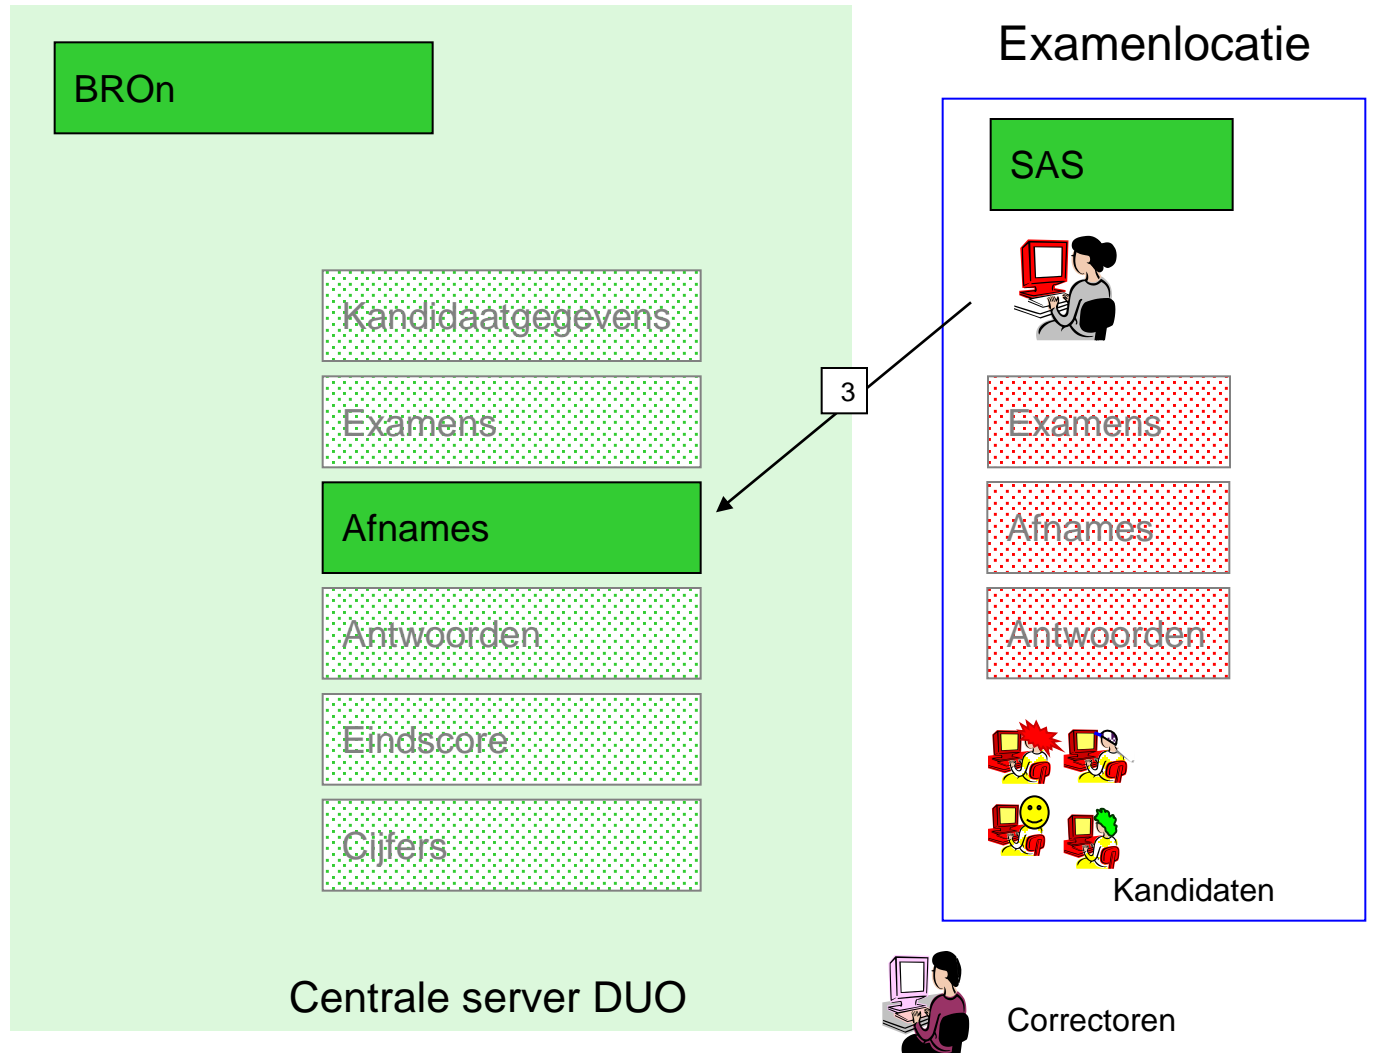 BROn
Kandidaatgegevens
Examens
Afnames
Antwoorden
Eindscore
Cijfers
Centrale server DUO
3
Examenlocatie
SAS
Examens
Afnames
Antwoorden
Kandidaten
Correctoren